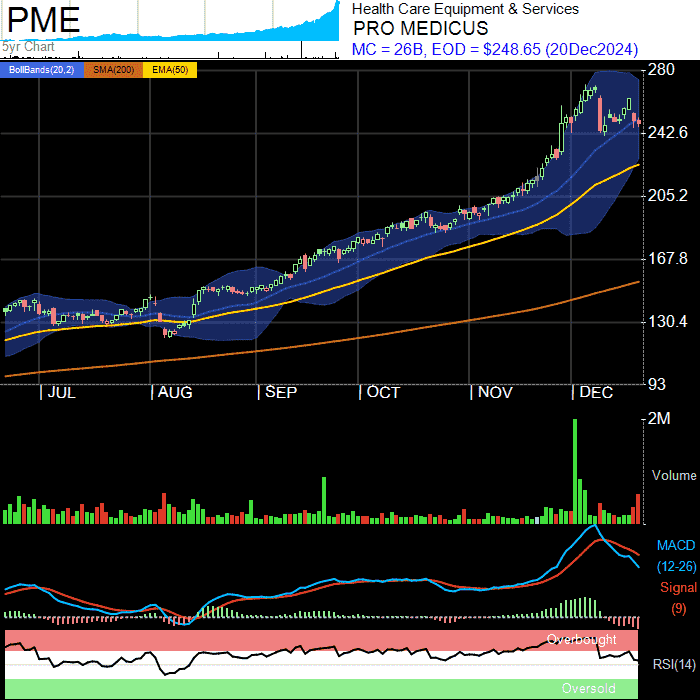 PME
5yr Chart
Health Care Equipment & Services
PRO MEDICUS
MC = 26B, EOD = $248.65 (20Dec2024)
BollBands(20,2) SMA(200) EMA(50)
280
242.6
205.2
167.8
130.4
93
JUL AUG SEP OCT NOV DEC
2M
Volume
MACD
(12-26)
Signal
(9)
Overbought
RSI(14)
Oversold